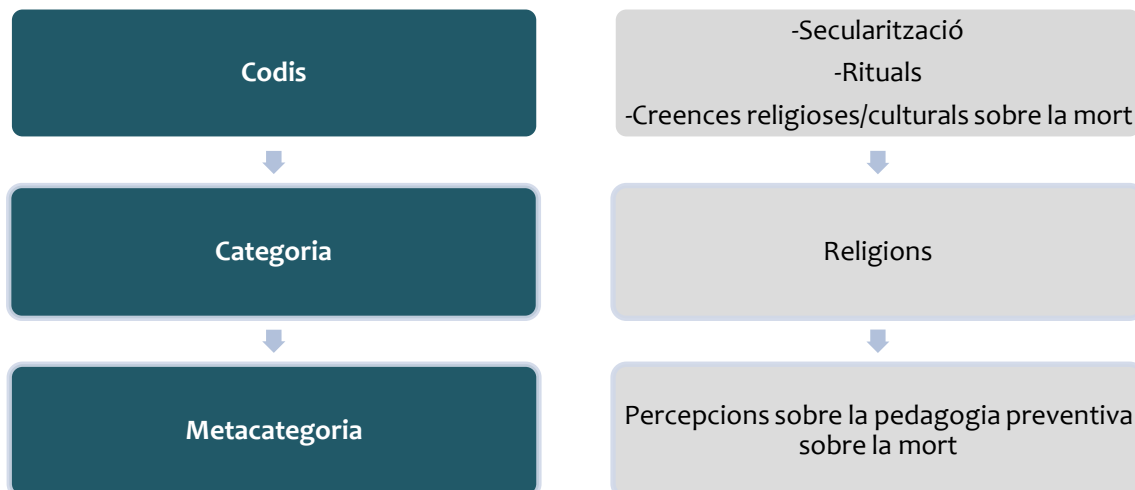 Codis
-Secularització
-Rituals
-Creences religioses/culturals sobre la mort
Categoria
Religions
Metacategoria
Percepcions sobre la pedagogia preventiva
sobre la mort